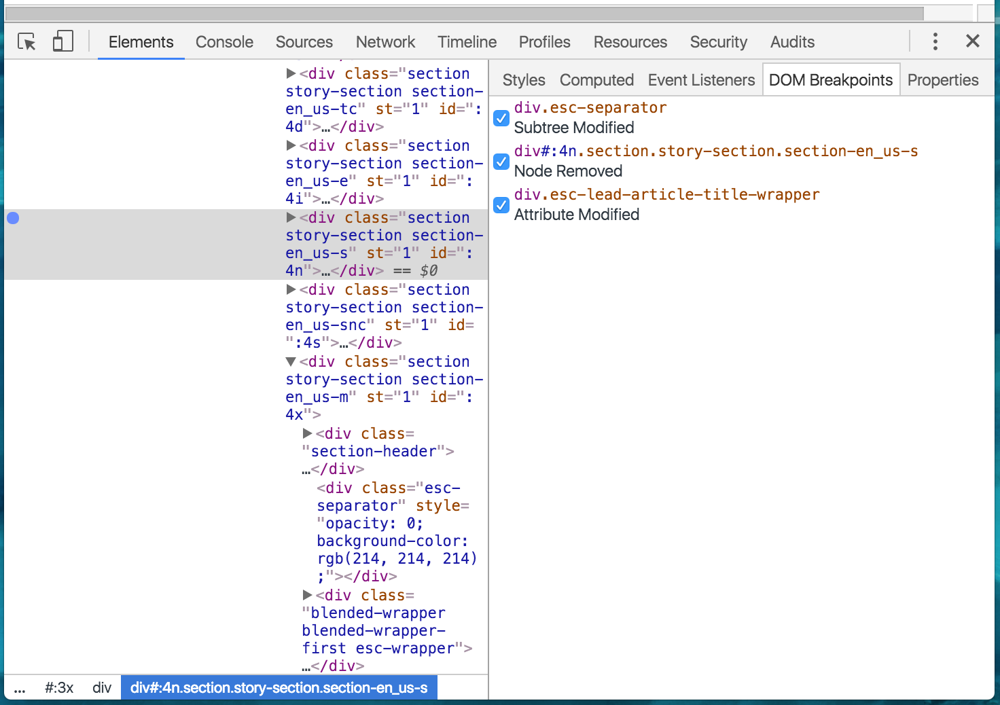 Elements Console Sources Network Timeline Profiles Resources Security Audits
<div class="section
story-section section-
en_us-tc" st="1" id=":
4d">…</div>
<div class="section
story-section section-
en_us-e" st="1" id=":
4i">…</div>
<div class="section
story-section section-
en_us-s" st="1" id=":
4n">…</div> == $0
<div class="section
story-section section-
en_us-snc" st="1" id=
":4s">…</div>
<div class="section
story-section section-
en_us-m" st="1" id=":
4x">
<div class=
"section-header">
…</div>
<div class="esc-
separator" style=
"opacity: 0;
background-color:
rgb(214, 214, 214)
;"></div>
<div class=
"blended-wrapper
blended-wrapper-
first esc-wrapper">
…</div>
... #:3x div div#:4n.section.story-section.section-en_us-s
Styles Computed Event Listeners DOM Breakpoints Properties
div.esc-separator
Subtree Modified
div#:4n.section.story-section.section-en_us-s
Node Removed
div.esc-lead-article-title-wrapper
Attribute Modified